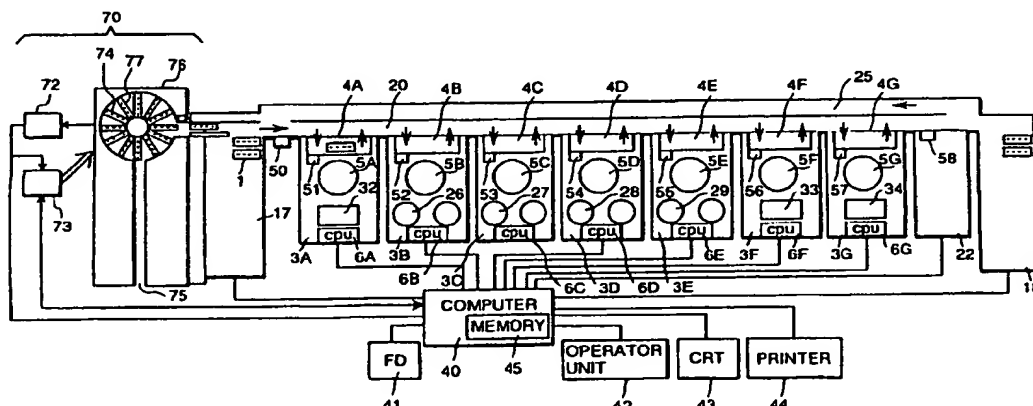 70
74 77 76
72
73
4A 20 4B 4C 4D 4E 4F 25 4G
1
50 51 52 53 54 55 56 57 58
5A 5B 5C 5D 5E 5F 5G
32 26 27 28 29 33 34
17
cpu cpu cpu cpu cpu cpu cpu
3A 6A 3B 3C 3E 3F 6F 3G 6G 22
6B 6C 3D 6D 6E
75
COMPUTER
MEMORY
40 45
FD
41
OPERATOR
UNIT
42
CRT
43
PRINTER
44